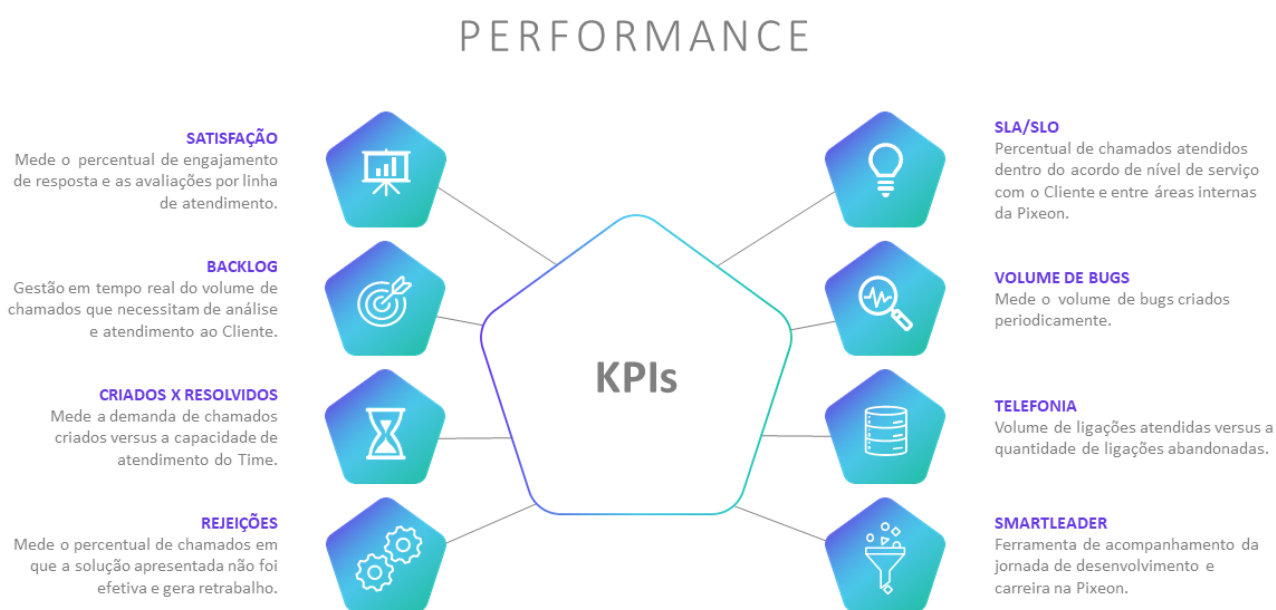 PERFORMANCE
SATISFAÇÃO
Mede o percentual de engajamento
de resposta e as avaliações por linha
de atendimento.
BACKLOG
Gestão em tempo real do volume de
chamados que necessitam de análise
e atendimento ao Cliente.
CRIADOS X RESOLVIDOS
Mede a demanda de chamados
criados versus a capacidade de
atendimento do Time.
REJEIÇÕES
Mede o percentual de chamados em
que a solução apresentada não foi
efetiva e gera retrabalho.
KPIs
SLA/SLO
Percentual de chamados atendidos
dentro do acordo de nível de serviço
com o Cliente e entre áreas internas
da Pixeon.
VOLUME DE BUGS
Mede o volume de bugs criados
periodicamente.
TELEFONIA
Volume de ligações atendidas versus a
quantidade de ligações abandonadas.
SMARTLEADER
Ferramenta de acompanhamento da
jornada de desenvolvimento e
carreira na Pixeon.